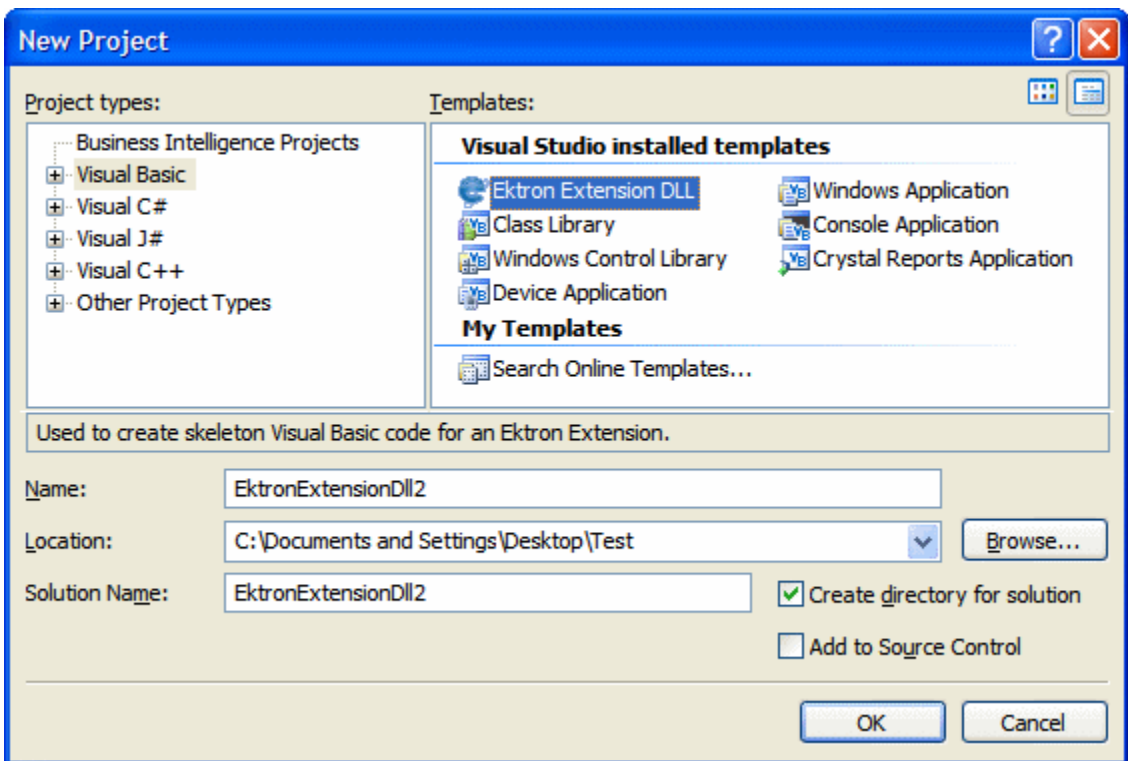 New Project
Project types:
Templates:
Business Intelligence Projects
Visual Basic
Visual C#
Visual J#
Visual C++
Other Project Types
Visual Studio installed templates
Ektron Extension DLL
Windows Application
Class Library
Console Application
Windows Control Library
Crystal Reports Application
Device Application
My Templates
Search Online Templates...
Used to create skeleton Visual Basic code for an Ektron Extension.
Name:
EktronExtensionDll2
Location:
C:\Documents and Settings\Desktop\Test
Browse...
Solution Name:
EktronExtensionDll2
Create directory for solution
Add to Source Control
OK
Cancel